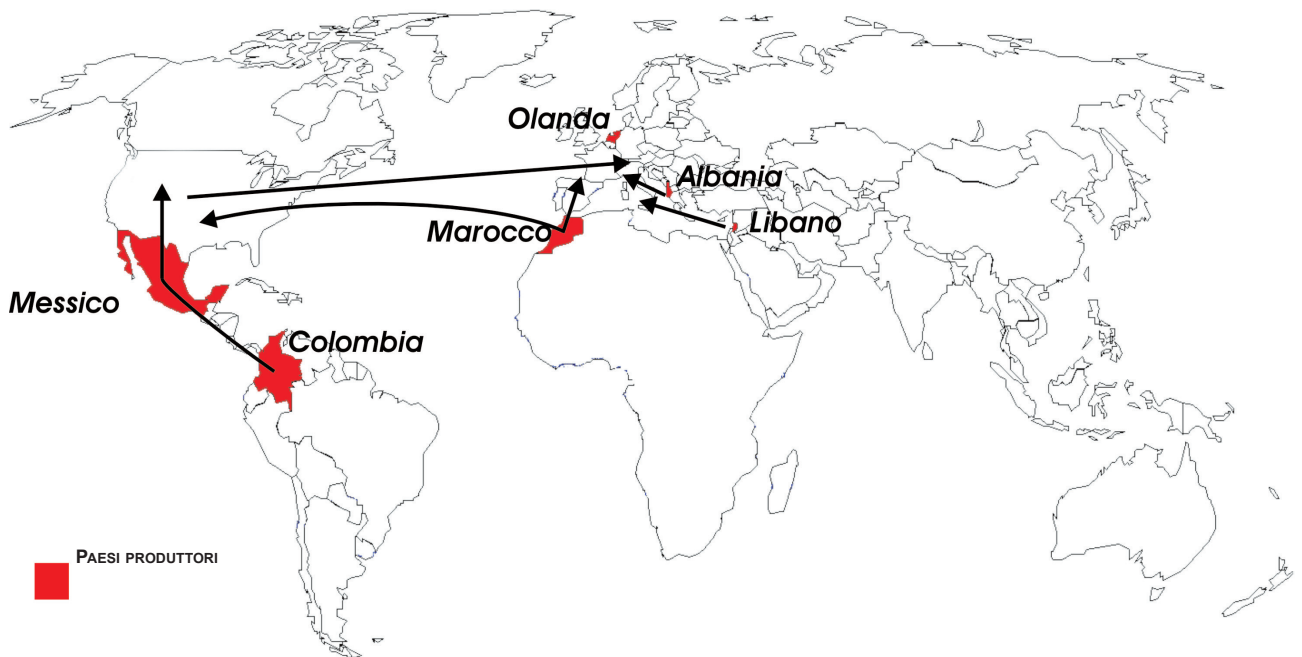 Olanda
Albania
Marocco
Libano
Messico
Colombia
PAESI PRODUTTORI